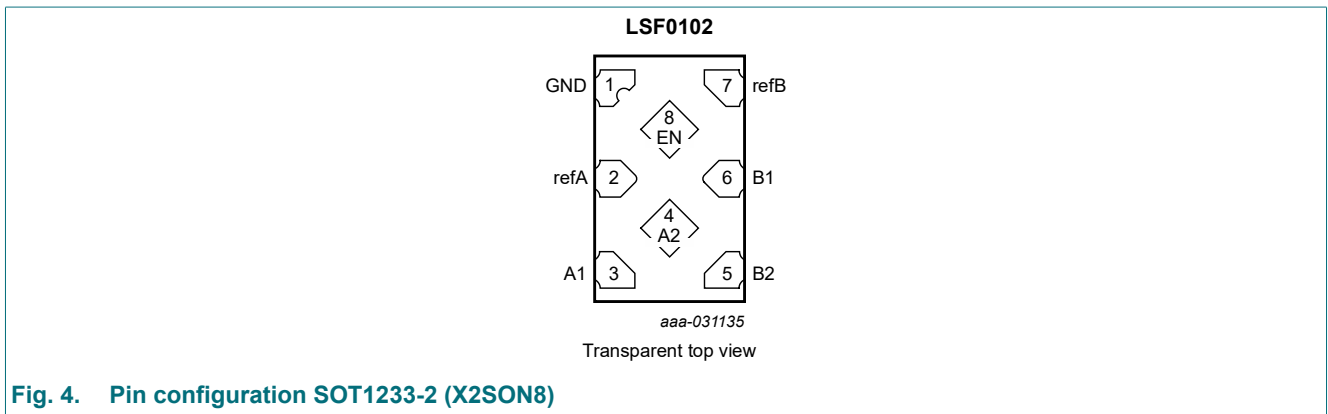 LSF0102
GND 1 7 refB
8
EN
refA 2 6 B1
4
A2
A1 3 5 B2
aaa-031135
Transparent top view
Fig. 4. Pin configuration SOT1233-2 (X2SON8)